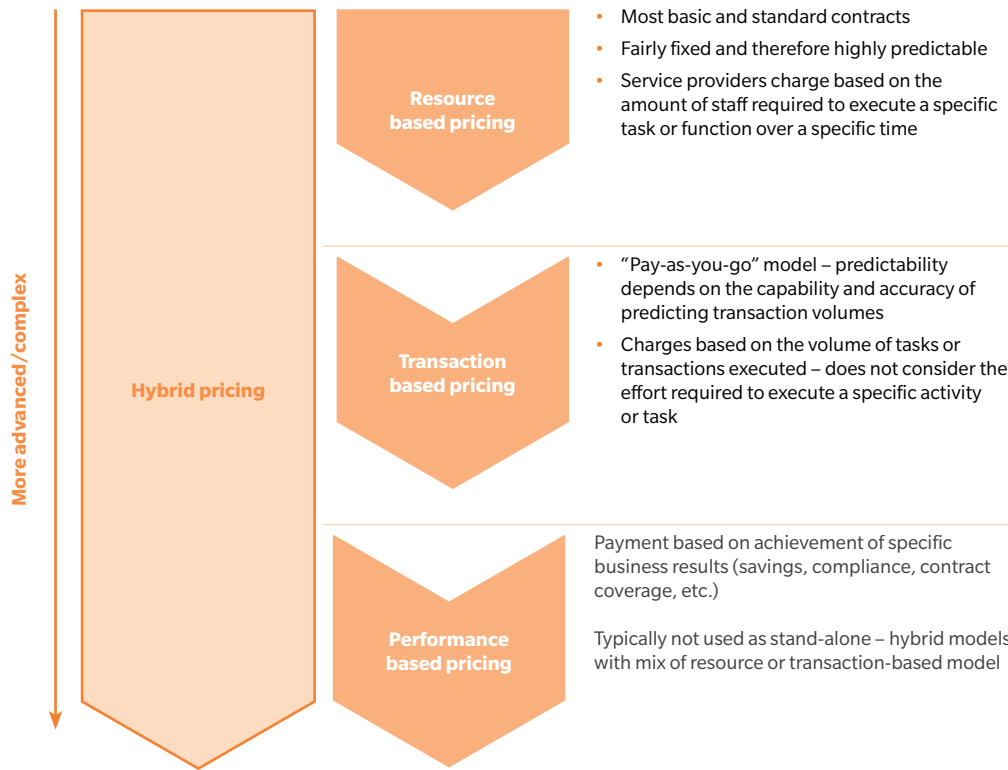 More advanced/complex
Hybrid pricing
Resource
based pricing
• Most basic and standard contracts
• Fairly fixed and therefore highly predictable
• Service providers charge based on the
amount of staff required to execute a specific
task or function over a specific time
Transaction
based pricing
• “Pay-as-you-go” model – predictability
depends on the capability and accuracy of
predicting transaction volumes
• Charges based on the volume of tasks or
transactions executed – does not consider the
effort required to execute a specific activity
or task
Performance
based pricing
Payment based on achievement of specific
business results (savings, compliance, contract
coverage, etc.)
Typically not used as stand-alone – hybrid models
with mix of resource or transaction-based model